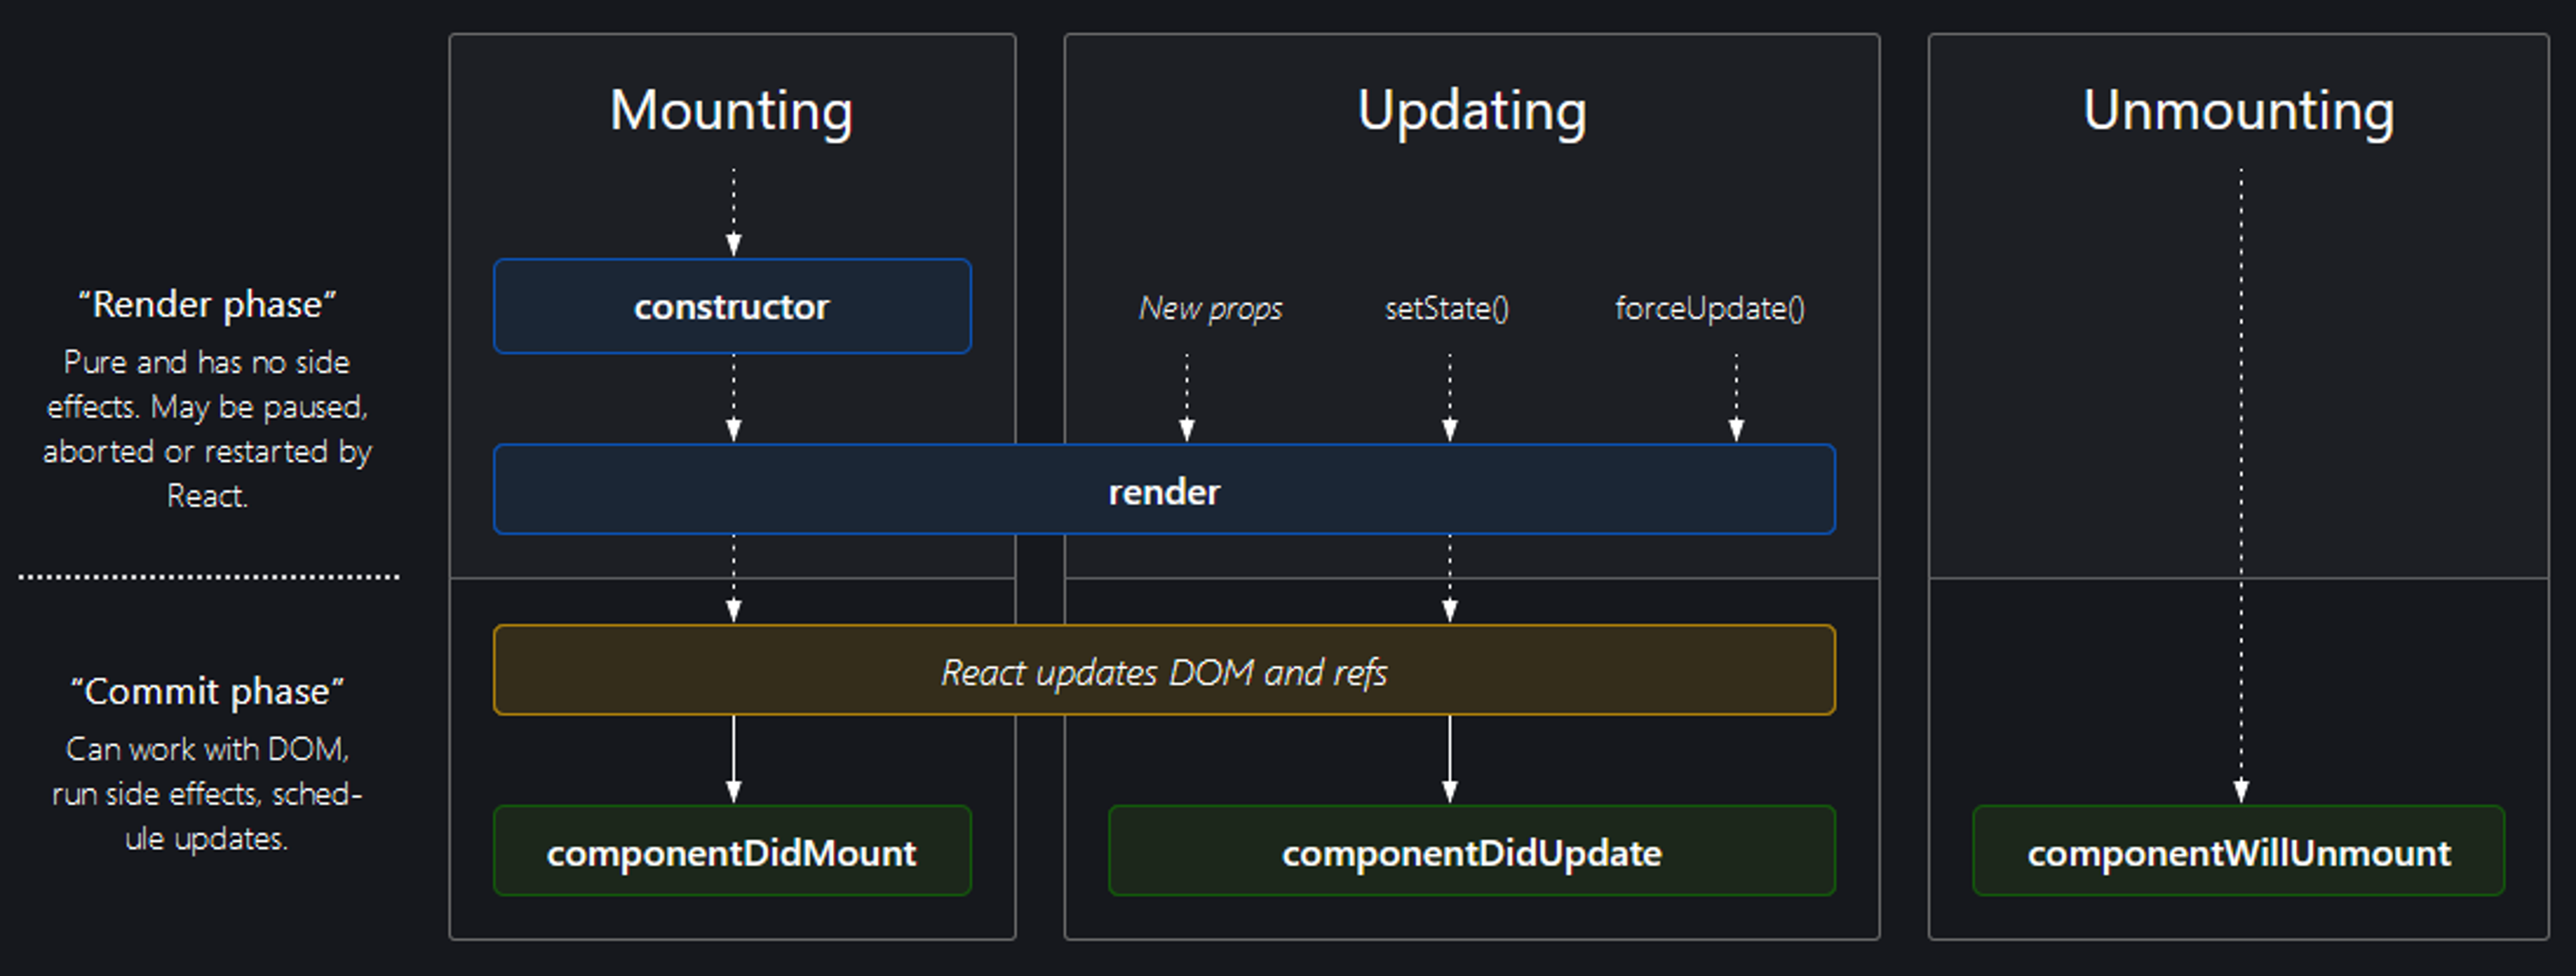 Mounting
Updating
Unmounting
“Render phase”
Pure and has no side
effects. May be paused,
aborted or restarted by
React.
constructor
New props
setState()
forceUpdate()
render
“Commit phase”
Can work with DOM,
run side effects, sched-
ule updates.
React updates DOM and refs
componentDidMount
componentDidUpdate
componentWillUnmount